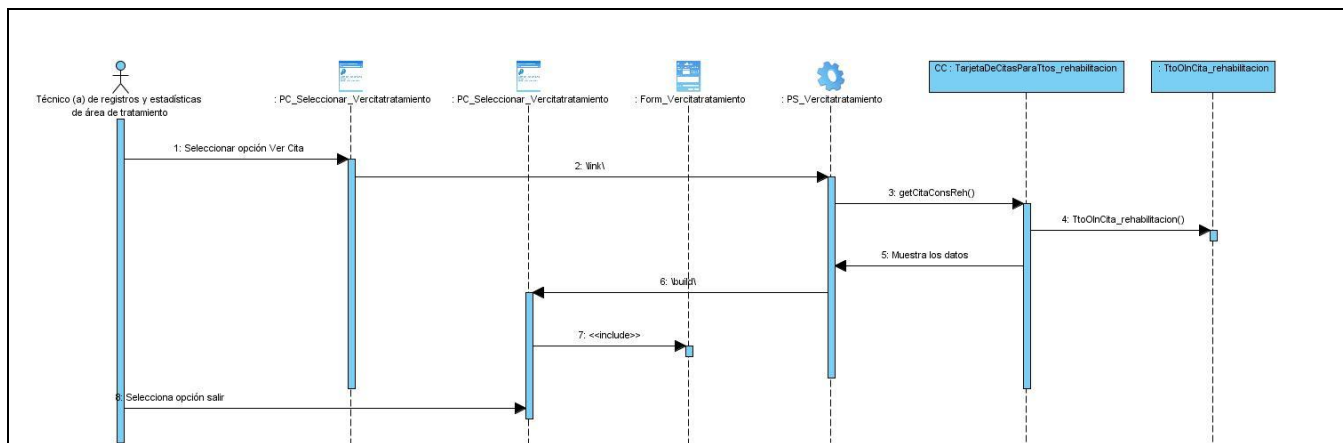 Técnico (a) de registros y estadísticas
de área de tratamiento
: PC_Seleccionar_Vercitatratamiento
: PC_Seleccionar_Vercitatratamiento
: Form_Vercitatratamiento
: PS_Vercitatratamiento
CC : TarjetaDeCitasParaTtos_rehabilitacion
: TtoOInCita_rehabilitacion
1: Seleccionar opción Ver Cita
2: \link\
3: getCitaConsReh()
4: TtoOInCita_rehabilitacion()
5: Muestra los datos
6: \build\
7: <<include>>
8: Selecciona opción salir